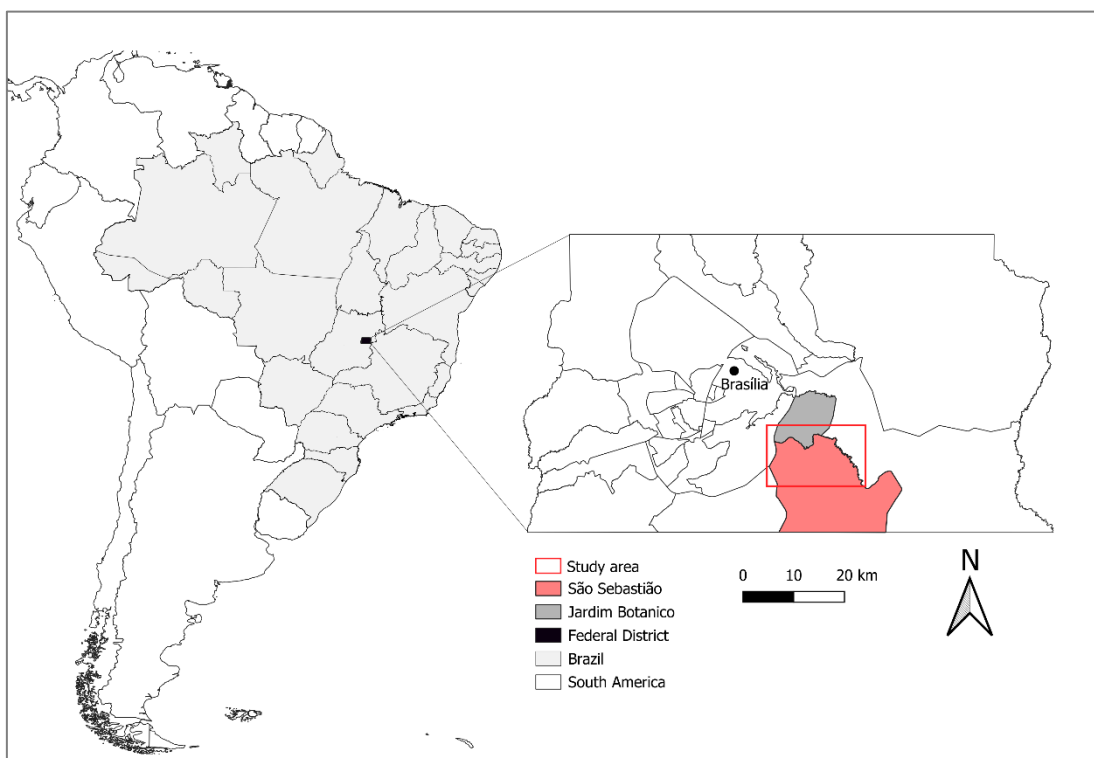 Brasília
Study area
São Sebastião
Jardim Botanico
Federal District
Brazil
South America
0 10 20 km
N